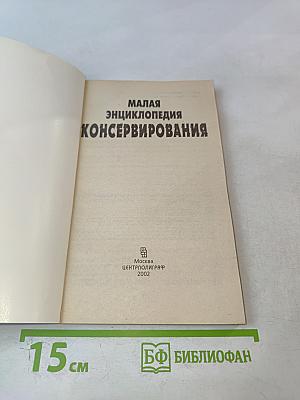 МАЛАЯ
ЭНЦИКЛОПЕДИЯ
КОНСЕРВИРОВАНИЯ
Москва
ЦЕНТРПОЛИГРАФ
2002
15 см
БФ БИБЛИОФАН